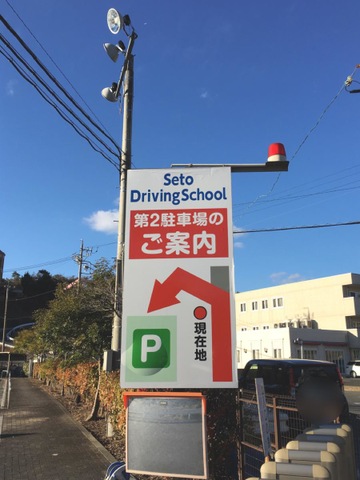 Seto
DrivingSchool
第2駐車場の
ご案内
現在地
P